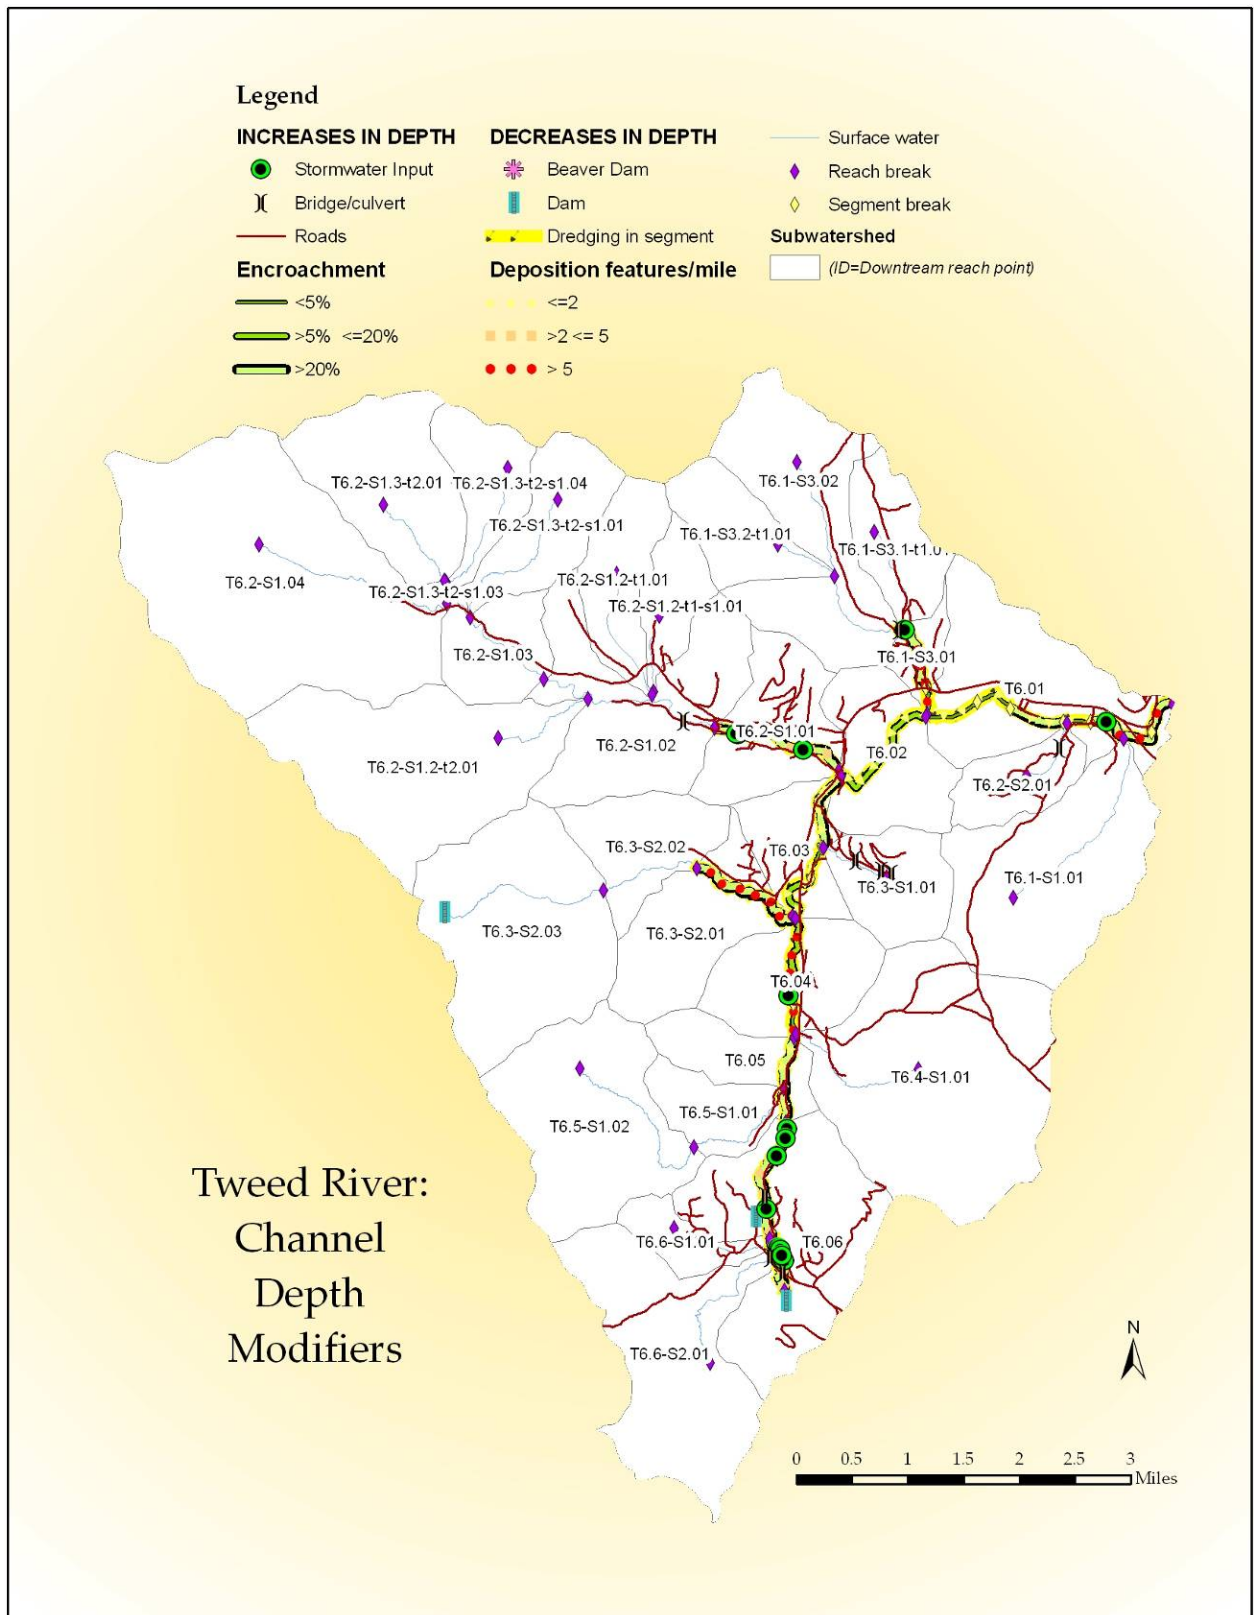 Legend
INCREASES IN DEPTH
Stormwater Input
Bridge/culvert
Roads
Encroachment
<5%
>5% <=20%
>20%
DECREASES IN DEPTH
Beaver Dam
Dam
Dredging in segment
Deposition features/mile
<=2
>2 <= 5
> 5
Surface water
Reach break
Segment break
Subwatershed
(ID=Downtream reach point)
T6.1-S3.02
T6.2-S1.3-t2.01
T6.2-S1.3-t2-s1.04
T6.2-S1.3-t2-s1.01
T6.1-S3.2-t1.01
T6.1-S3.1-t1.0
T6.2-S1.04
T6.2-S1.3-t2-s1.03
T6.2-S1.2-t1.01
T6.2-S1.2-t1-s1.01
T6.2-S1.03
T6.1-S3.01
T6.01
T6.2-S1.01
T6.2-S1.02
T6.02
T6.2-S1.2-t2.01
T6.2-S2.01
T6.3-S2.02
T6.03
T6.3-S1.01
T6.1-S1.01
T6.3-S2.03
T6.3-S2.01
T6.04
T6.05
T6.4-S1.01
T6.5-S1.01
T6.5-S1.02
T6.6-S1.01
T6.06
T6.6-S2.01
Tweed River:
Channel
Depth
Modifiers
N
0 0.5 1 1.5 2 2.5 3
Miles